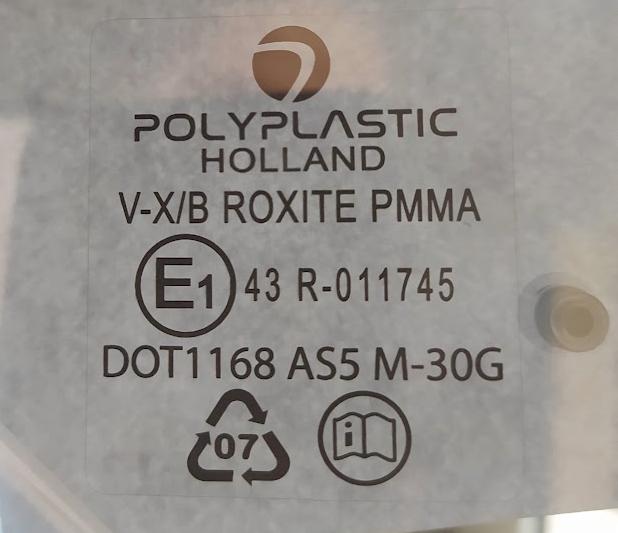 POLYPLASTIC
HOLLAND
V-X/B ROXITE PMMA
E1 43 R-011745
DOT1168 AS5 M-30G
07 i